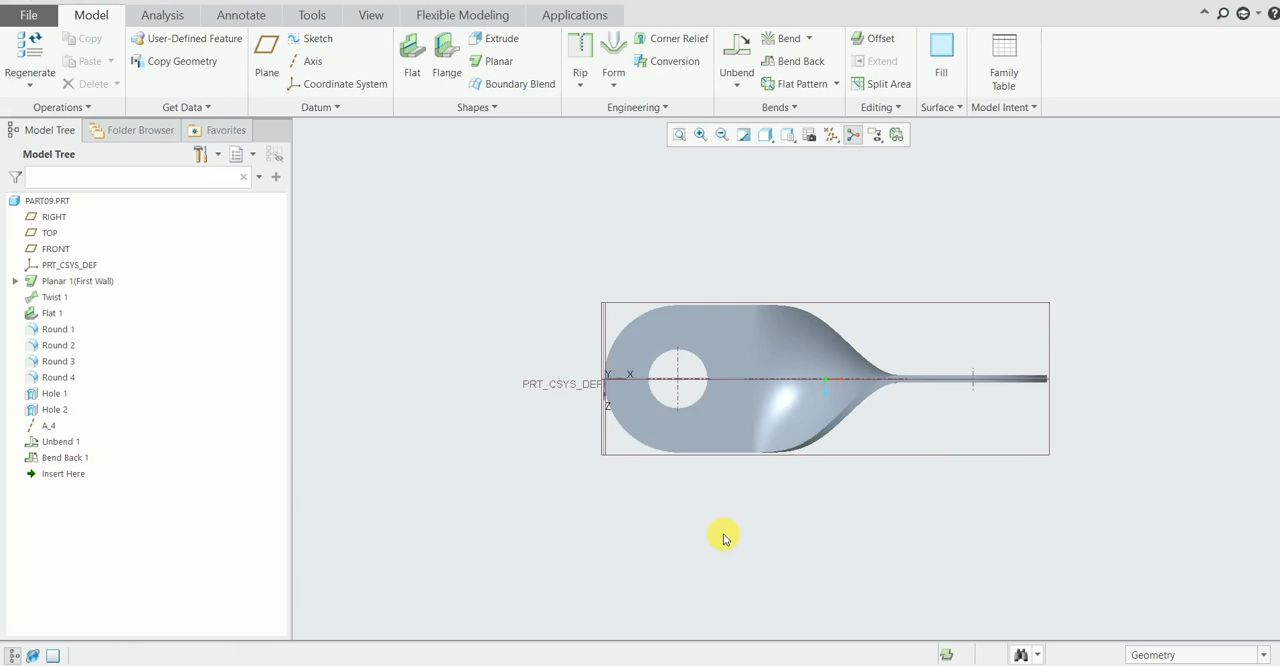 File Model Analysis Annotate Tools View Flexible Modeling Applications
Regenerate
Copy
Paste
Delete
Operations
User-Defined Feature
Copy Geometry
Get Data
Plane
Sketch
Axis
Coordinate System
Datum
Flat
Flange
Extrude
Planar
Boundary Blend
Shapes
Rip
Form
Corner Relief
Conversion
Engineering
Unbend
Bend
Bend Back
Flat Pattern
Bends
Offset
Extend
Split Area
Editing
Fill
Surface
Family
Table
Model Intent
Model Tree Folder Browser Favorites
Model Tree
PART09.PRT
RIGHT
TOP
FRONT
PRT_CSYS_DEF
Planar 1(First Wall)
Twist 1
Flat 1
Round 1
Round 2
Round 3
Round 4
Hole 1
Hole 2
A_4
Unbend 1
Bend Back 1
Insert Here
PRT_CSYS_DEF
Y X
Z
Geometry